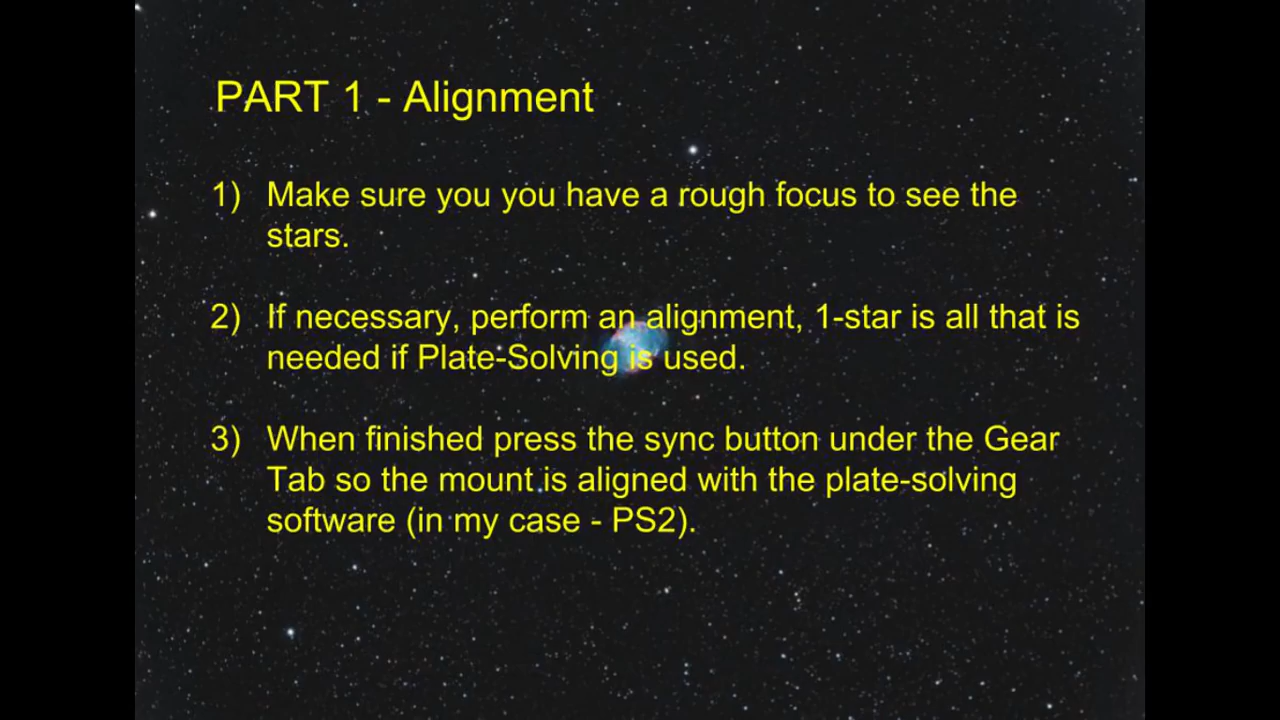 PART 1 - Alignment
1) Make sure you you have a rough focus to see the
stars.
2) If necessary, perform an alignment, 1-star is all that is
needed if Plate-Solving is used.
3) When finished press the sync button under the Gear
Tab so the mount is aligned with the plate-solving
software (in my case - PS2).